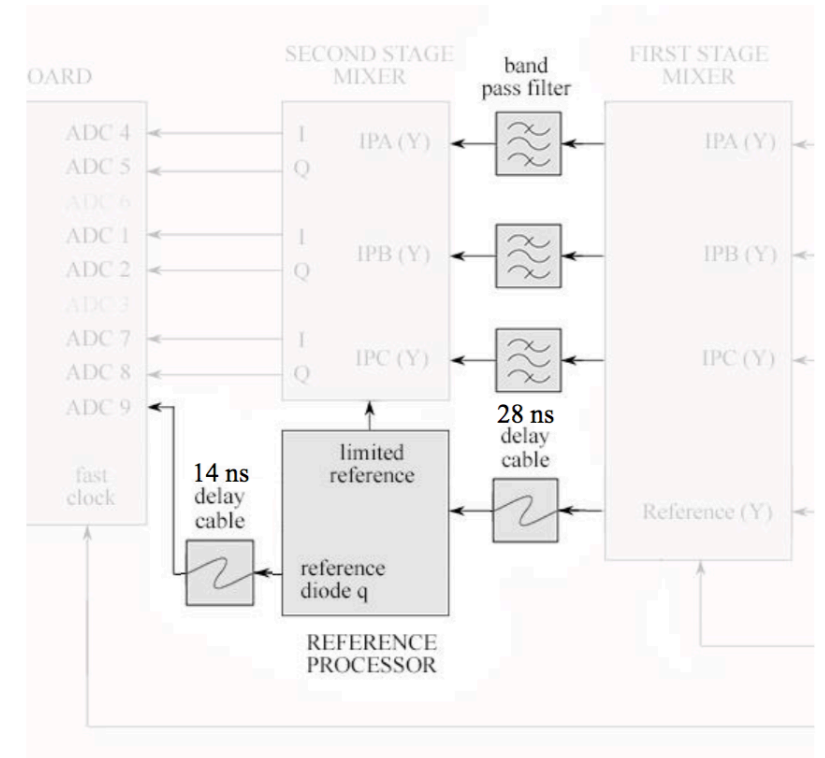 SECOND STAGE
MIXER
band
pass filter
FIRST STAGE
MIXER
OARD
ADC 4
I
IPA (Y)
IPA (Y)
ADC 5
Q
ADC 6
ADC 1
I
IPB (Y)
IPB (Y)
ADC 2
Q
ADC 3
ADC 7
I
IPC (Y)
IPC (Y)
ADC 8
Q
ADC 9
28 ns
delay
cable
limited
reference
14 ns
delay
cable
fast
clock
Reference (Y)
reference
diode q
REFERENCE
PROCESSOR